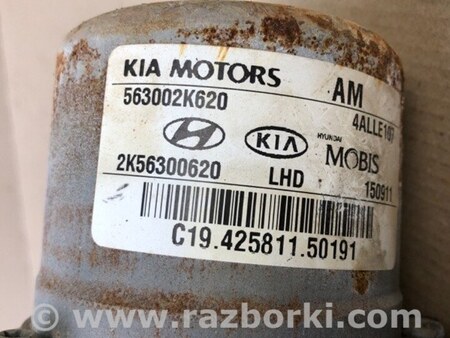 KIA MOTORS AM
563002K620 4ALLE107
KIA HYUNDAI MOBIS
2K56300620 LHD 150911
C19.425811.50191
www.razborki.com